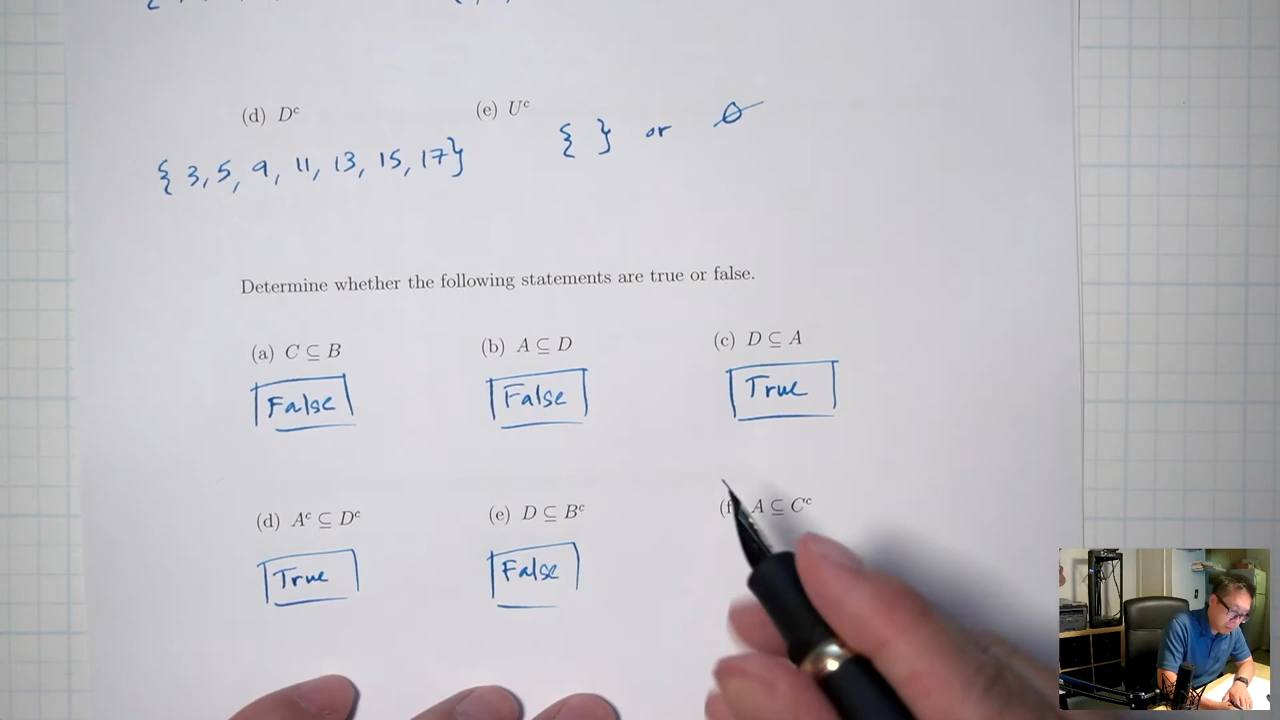 (d) Dᶜ (e) Uᶜ
{ 3, 5, 9, 11, 13, 15, 17} { } or ∅
Determine whether the following statements are true or false.
(a) C ⊆ B (b) A ⊆ D (c) D ⊆ A
False False True
(d) Aᶜ ⊆ Dᶜ (e) D ⊆ Bᶜ (f A ⊆ Cᶜ
True False